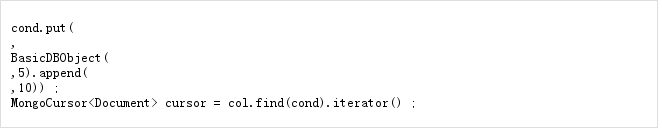 cond.put(
,
BasicDBObject(
,5).append(
,10)) ;
MongoCursor<Document> cursor = col.find(cond).iterator() ;